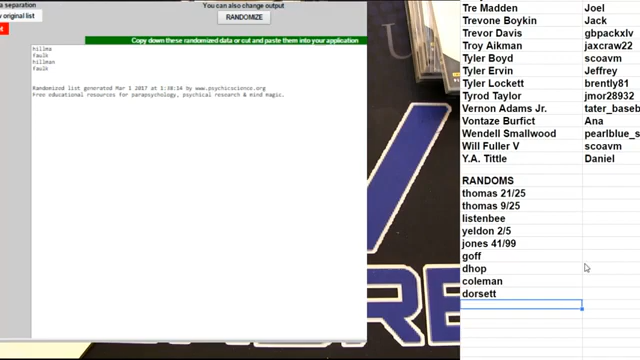 a separation
You can also change output
original list
RANDOMIZE
Copy down these randomized data or cut and paste them into your application
hillma
faulk
hillman
faulk
Randomized list generated Mar 1 2017 at 1:38:14 by www.psychicscience.org
Free educational resources for parapsychology, psychical research & mind magic.
Tre Madden Joel
Trevone Boykin Jack
Trevor Davis gbpackxlv
Troy Aikman jaxcraw22
Tyler Boyd scoavm
Tyler Ervin Jeffrey
Tyler Lockett brently81
Tyrod Taylor jmor28932
Vernon Adams Jr. tater_baseb
Vontaze Burfict Ana
Wendell Smallwood pearlblue_s
Will Fuller V scoavm
Y.A. Tittle Daniel
RANDOMS
thomas 21/25
thomas 9/25
listenbee
yeldon 2/5
jones 41/99
goff
dhop
coleman
dorsett